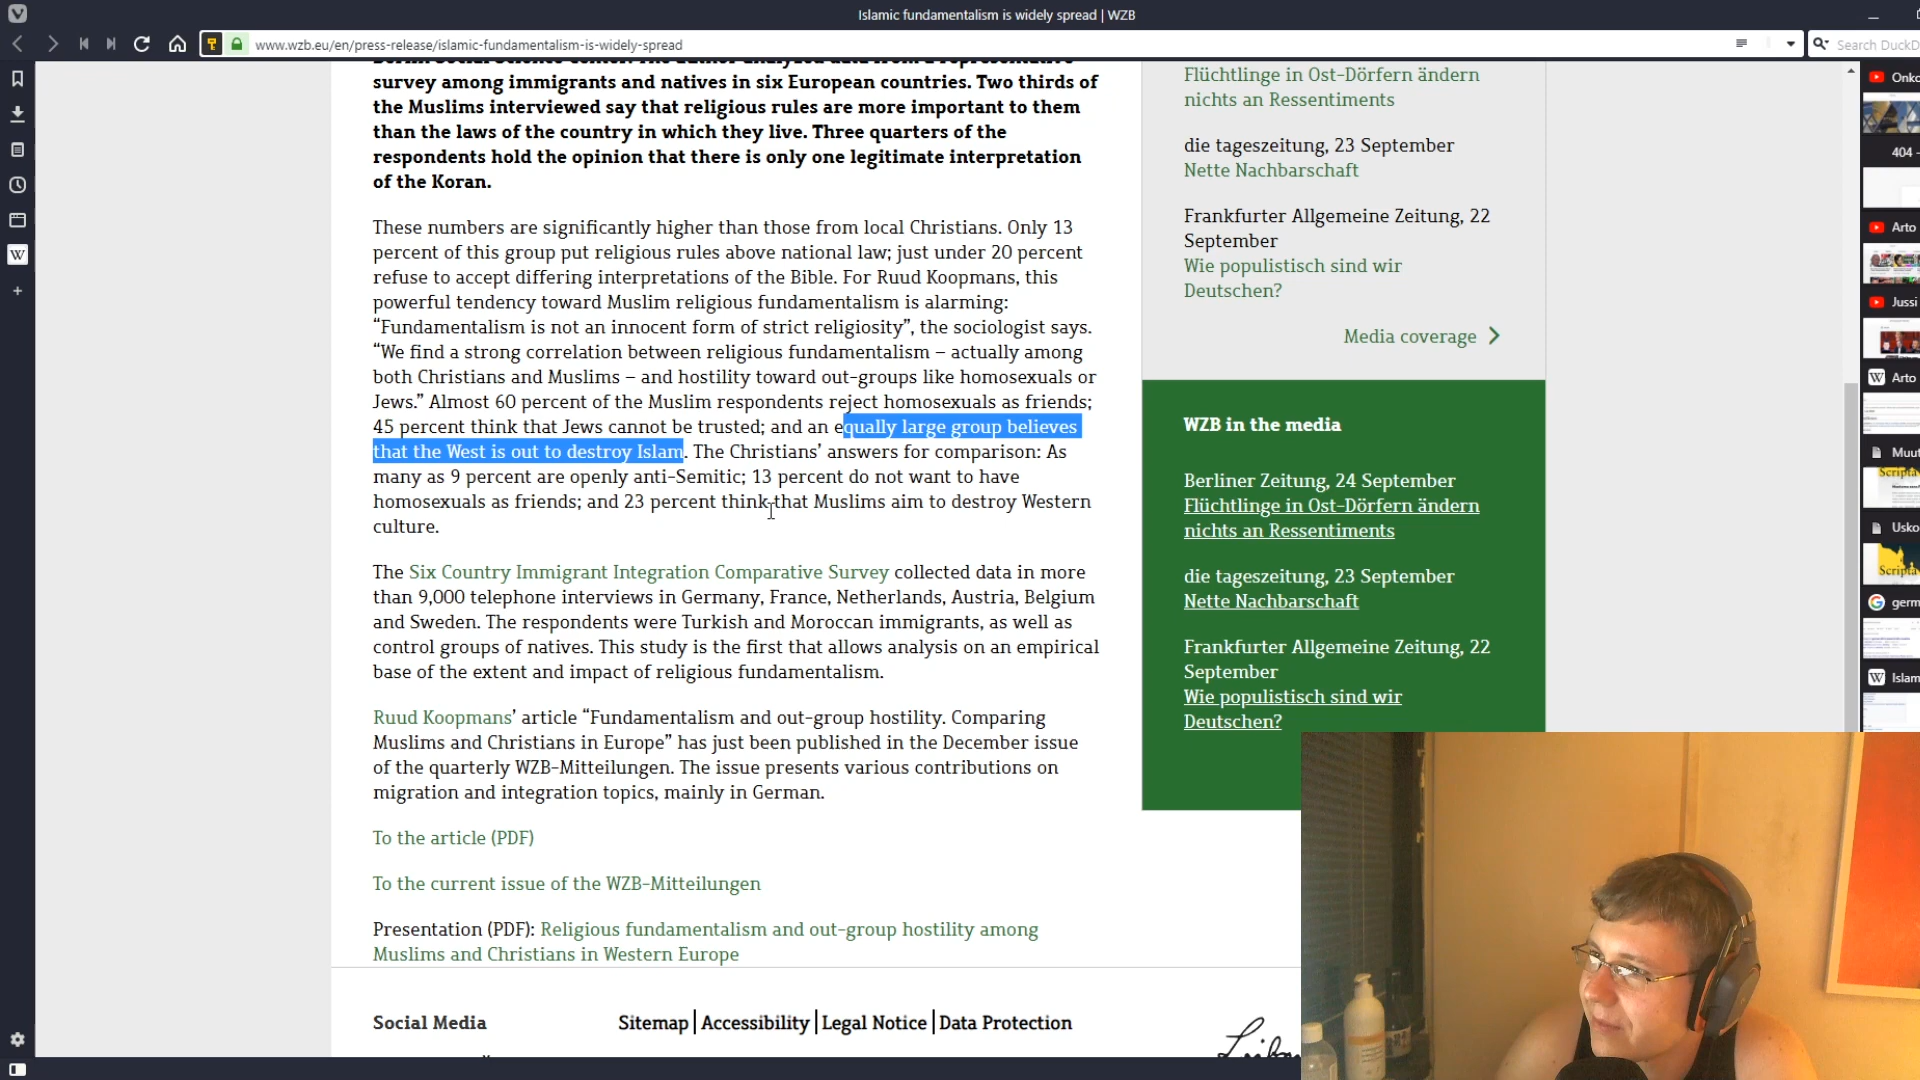 Islamic fundamentalism is widely spread | WZB
www.wzb.eu/en/press-release/islamic-fundamentalism-is-widely-spread
Search DuckD
survey among immigrants and natives in six European countries. Two thirds of
the Muslims interviewed say that religious rules are more important to them
than the laws of the country in which they live. Three quarters of the
respondents hold the opinion that there is only one legitimate interpretation
of the Koran.
These numbers are significantly higher than those from local Christians. Only 13
percent of this group put religious rules above national law; just under 20 percent
refuse to accept differing interpretations of the Bible. For Ruud Koopmans, this
powerful tendency toward Muslim religious fundamentalism is alarming:
“Fundamentalism is not an innocent form of strict religiosity”, the sociologist says.
“We find a strong correlation between religious fundamentalism – actually among
both Christians and Muslims – and hostility toward out-groups like homosexuals or
Jews.” Almost 60 percent of the Muslim respondents reject homosexuals as friends;
45 percent think that Jews cannot be trusted; and an equally large group believes
that the West is out to destroy Islam. The Christians’ answers for comparison: As
many as 9 percent are openly anti-Semitic; 13 percent do not want to have
homosexuals as friends; and 23 percent think that Muslims aim to destroy Western
culture.
The Six Country Immigrant Integration Comparative Survey collected data in more
than 9,000 telephone interviews in Germany, France, Netherlands, Austria, Belgium
and Sweden. The respondents were Turkish and Moroccan immigrants, as well as
control groups of natives. This study is the first that allows analysis on an empirical
base of the extent and impact of religious fundamentalism.
Ruud Koopmans’ article “Fundamentalism and out-group hostility. Comparing
Muslims and Christians in Europe” has just been published in the December issue
of the quarterly WZB-Mitteilungen. The issue presents various contributions on
migration and integration topics, mainly in German.
To the article (PDF)
To the current issue of the WZB-Mitteilungen
Presentation (PDF): Religious fundamentalism and out-group hostility among
Muslims and Christians in Western Europe
Flüchtlinge in Ost-Dörfern ändern
nichts an Ressentiments
die tageszeitung, 23 September
Nette Nachbarschaft
Frankfurter Allgemeine Zeitung, 22
September
Wie populistisch sind wir
Deutschen?
Media coverage
WZB in the media
Berliner Zeitung, 24 September
Flüchtlinge in Ost-Dörfern ändern
nichts an Ressentiments
die tageszeitung, 23 September
Nette Nachbarschaft
Frankfurter Allgemeine Zeitung, 22
September
Wie populistisch sind wir
Deutschen?
Social Media
Sitemap | Accessibility | Legal Notice | Data Protection
Onko
404 -
Arto
Jussi
W Arto
Muut
Scripta
Usko
Scripta
germ
W Islam